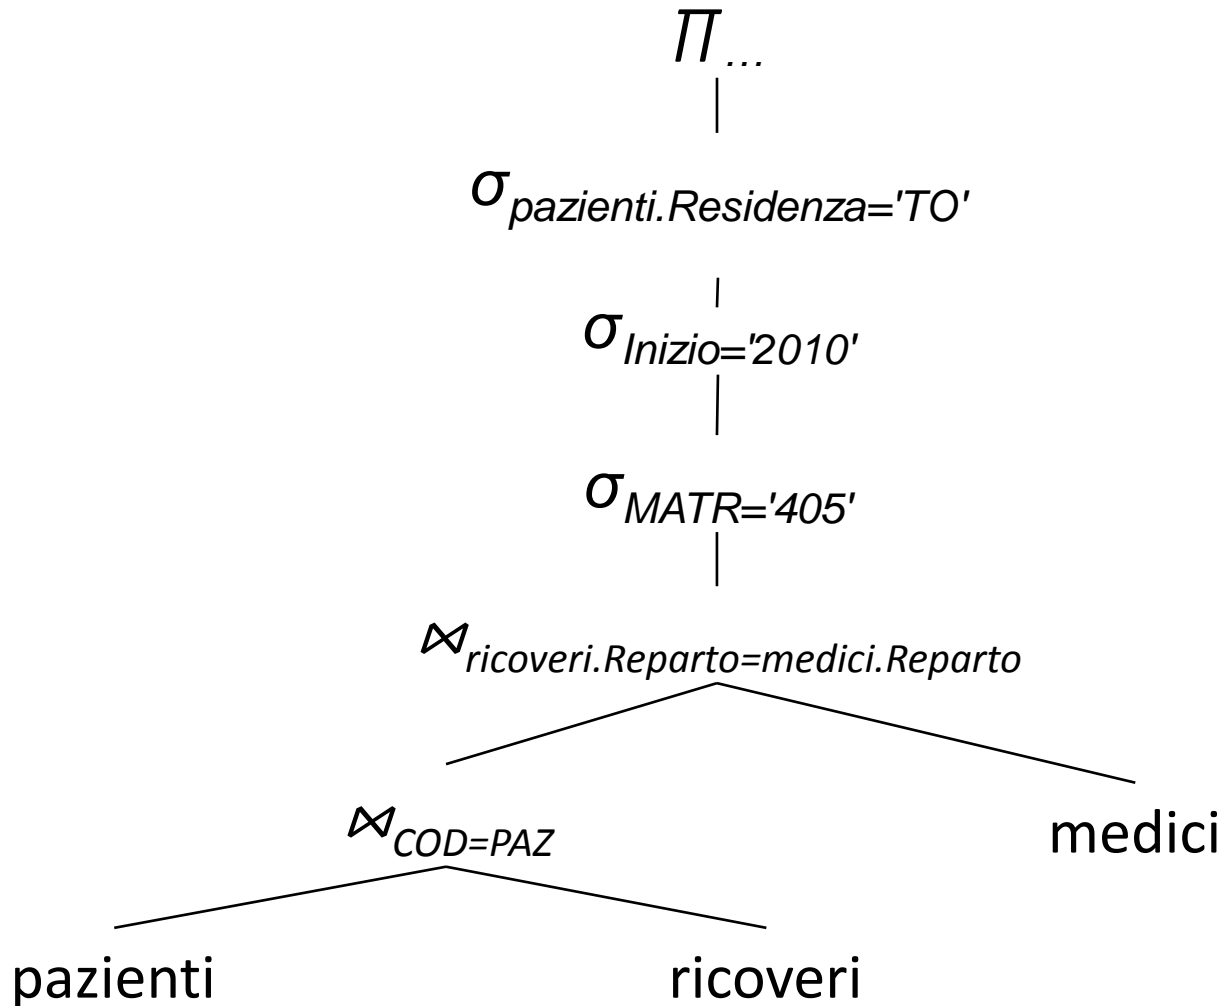 Π...
σpazienti.Residenza='TO'
σInizio='2010'
σMATR='405'
⋈ricoveri.Reparto=medici.Reparto
⋈COD=PAZ
medici
pazienti
ricoveri